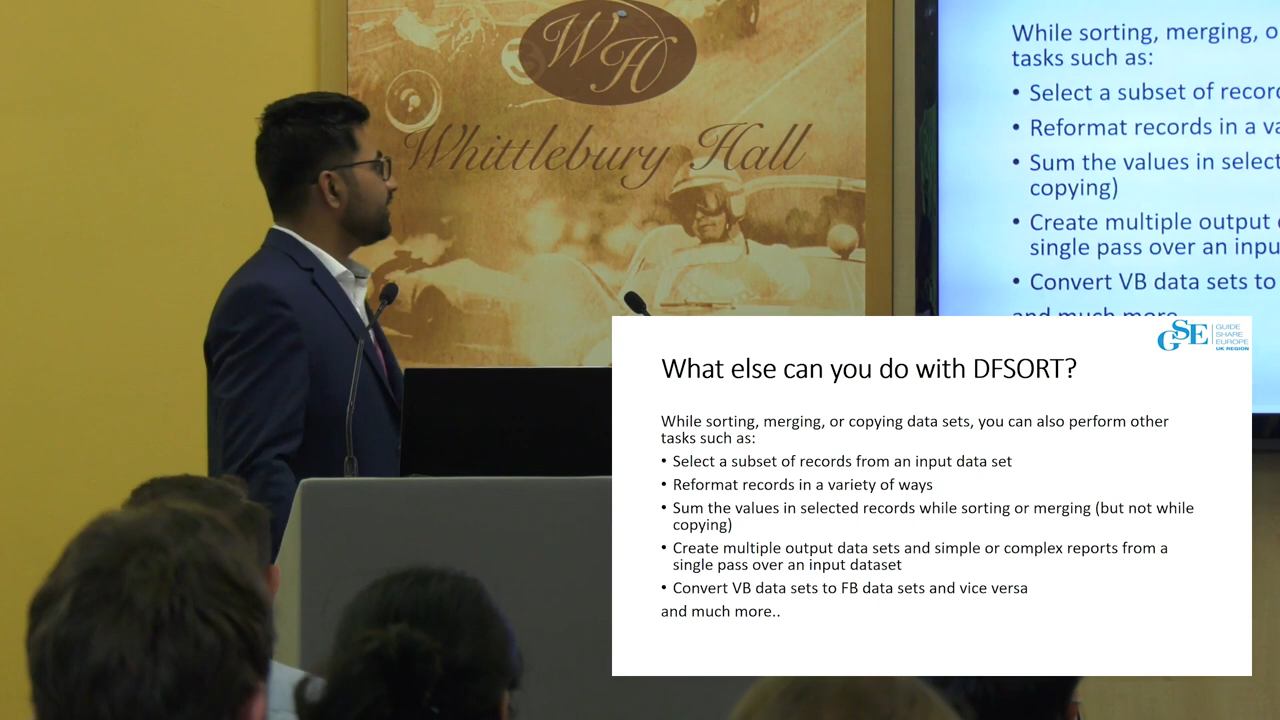 WH
Whittlebury Hall
While sorting, merging, o
tasks such as:
• Select a subset of recor
• Reformat records in a va
• Sum the values in select
copying)
• Create multiple output
single pass over an inpu
• Convert VB data sets to
and much more
GSE
GUIDE
SHARE
EUROPE
UK REGION
What else can you do with DFSORT?
While sorting, merging, or copying data sets, you can also perform other
tasks such as:
• Select a subset of records from an input data set
• Reformat records in a variety of ways
• Sum the values in selected records while sorting or merging (but not while
copying)
• Create multiple output data sets and simple or complex reports from a
single pass over an input dataset
• Convert VB data sets to FB data sets and vice versa
and much more..